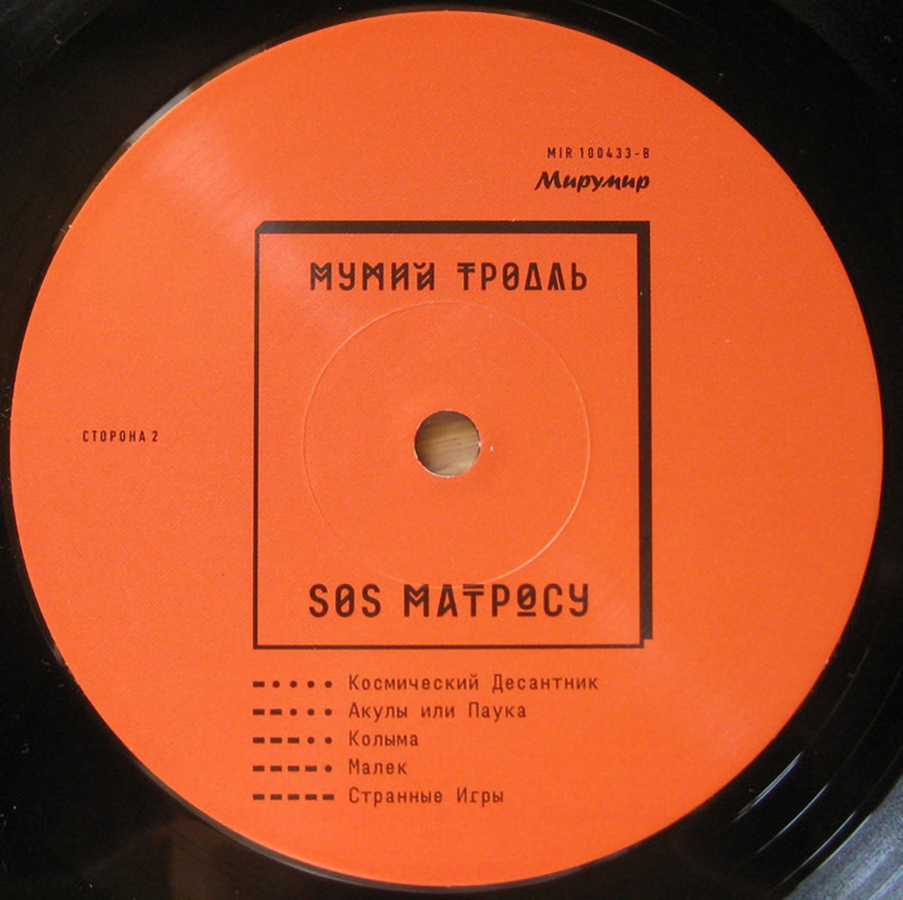 MIR 100433-B
Мирумир
МУМИЙ ТРОЛЛЬ
СТОРОНА 2
SOS МАТРОСУ
-•••• Космический Десантник
--••• Акулы или Паука
---•• Колыма
----• Малек
----- Странные Игры